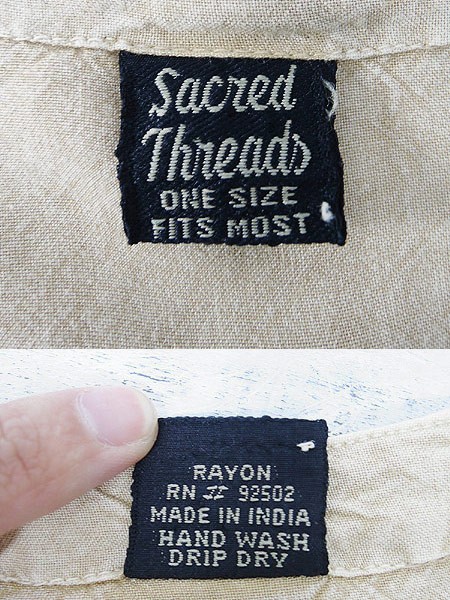 Sacred
Threads
ONE SIZE
FITS MOST
RAYON
RN # 92502
MADE IN INDIA
HAND WASH
DRIP DRY